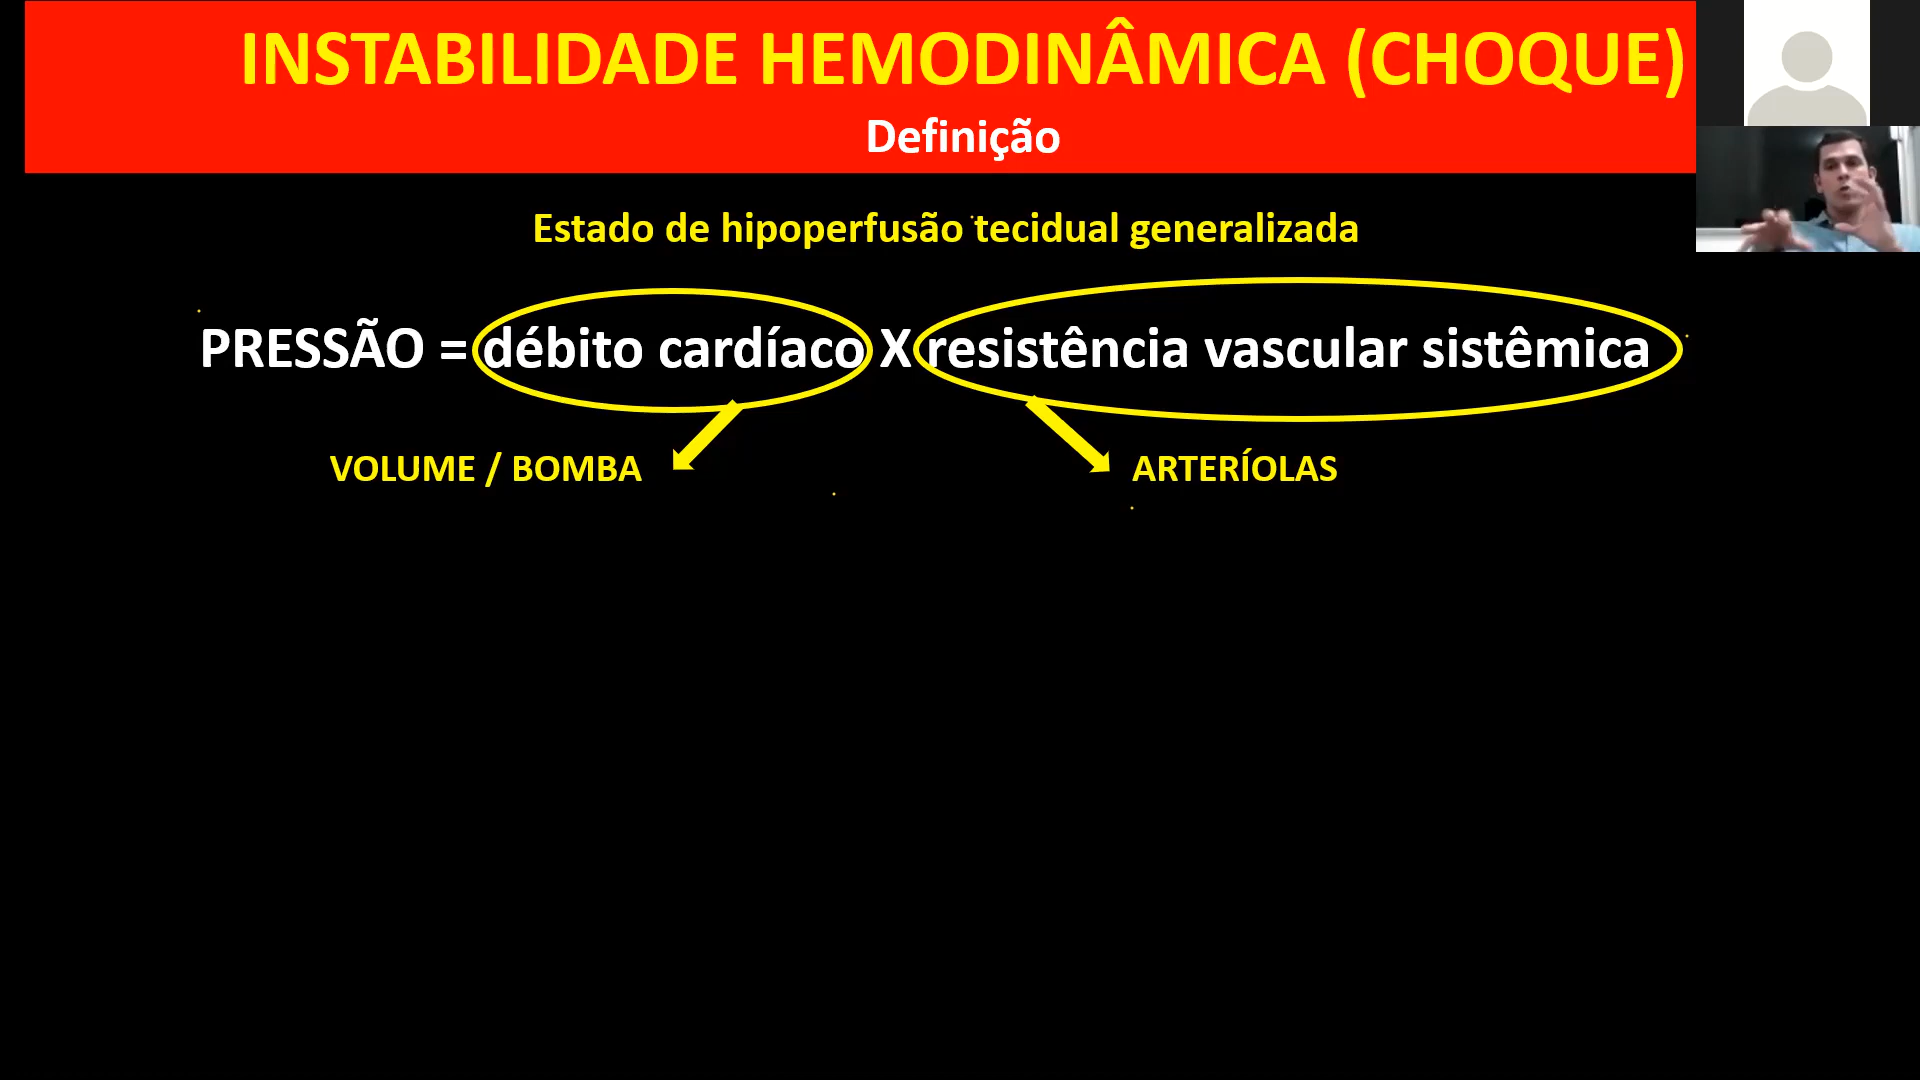 INSTABILIDADE HEMODINÂMICA (CHOQUE)
Definição
Estado de hipoperfusão tecidual generalizada
PRESSÃO = débito cardíaco X resistência vascular sistêmica
VOLUME / BOMBA
ARTERÍOLAS